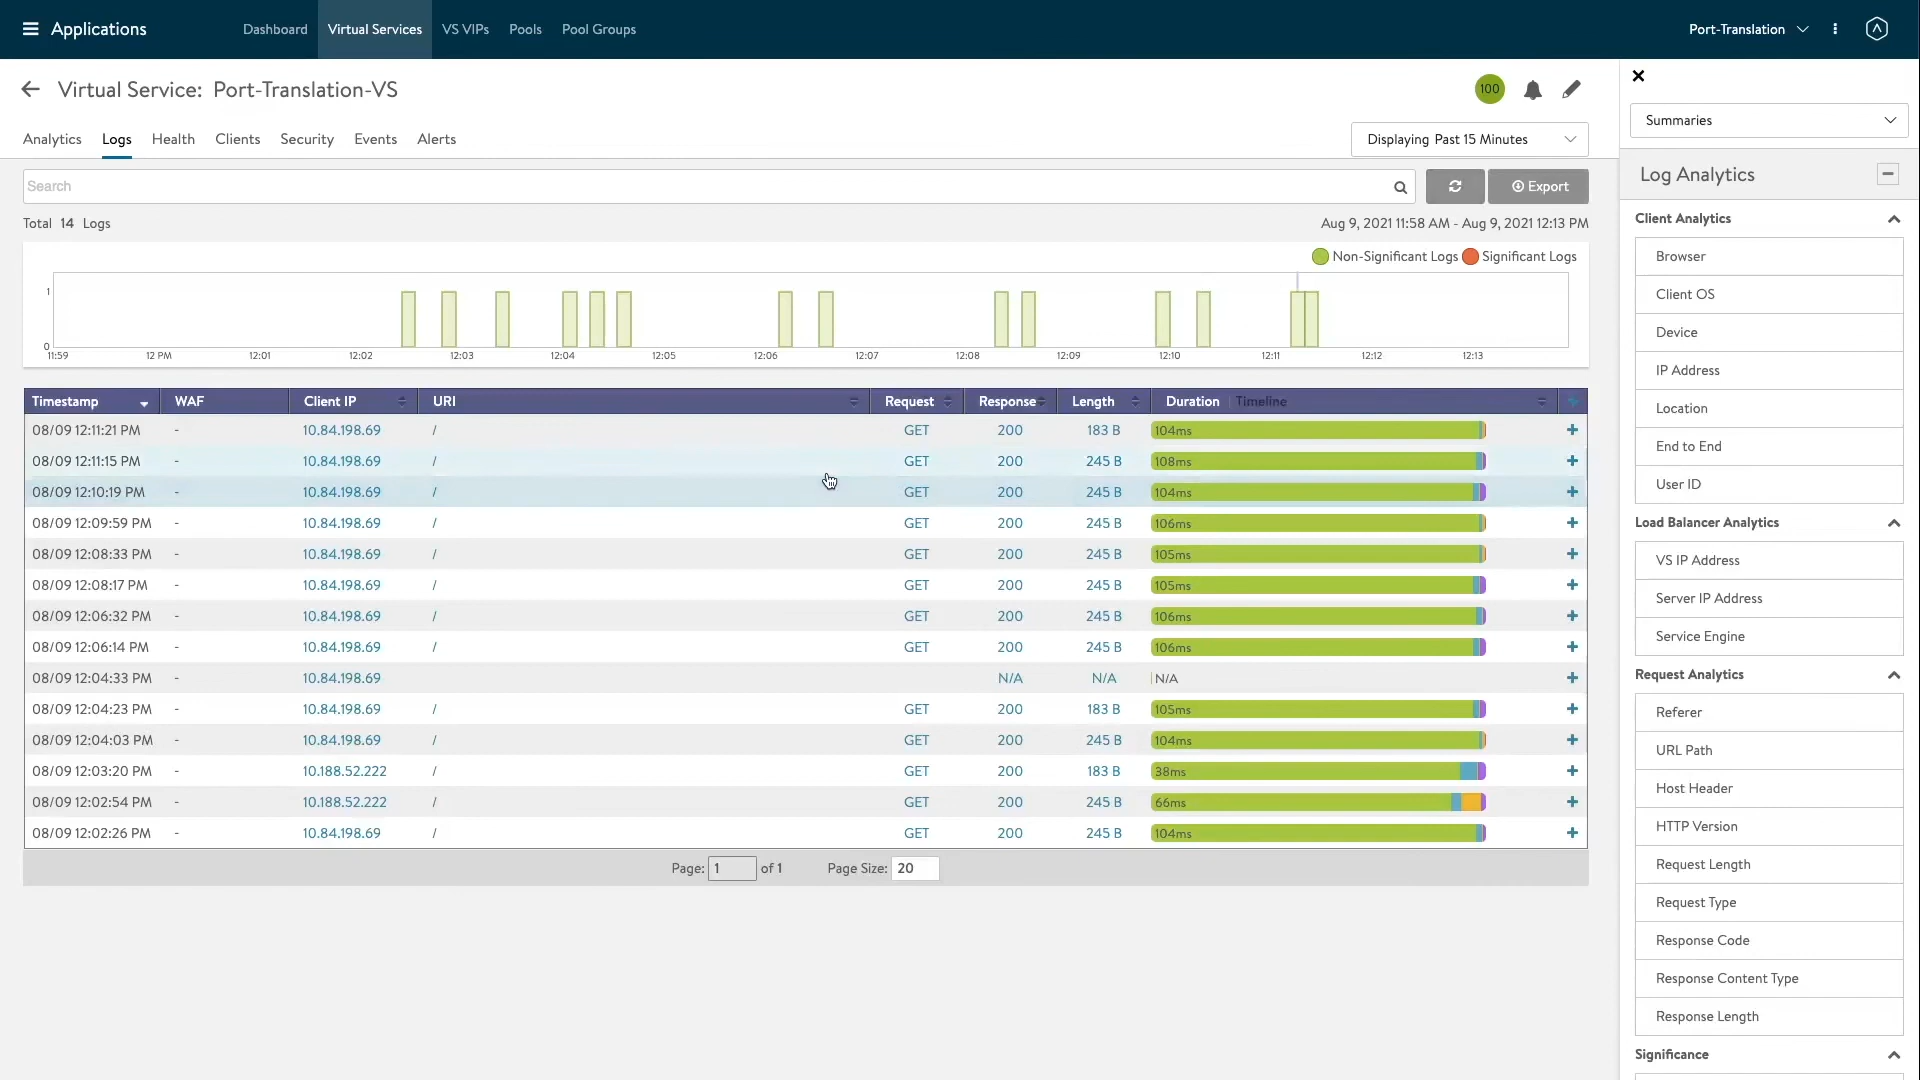 Applications Dashboard Virtual Services VS VIPs Pools Pool Groups Port-Translation
Virtual Service: Port-Translation-VS 100
Analytics Logs Health Clients Security Events Alerts Displaying Past 15 Minutes
Search Export
Total 14 Logs Aug 9, 2021 11:58 AM - Aug 9, 2021 12:13 PM
Non-Significant Logs Significant Logs
1
0
11:59 12 PM 12:01 12:02 12:03 12:04 12:05 12:06 12:07 12:08 12:09 12:10 12:11 12:12 12:13
Timestamp WAF Client IP URI Request Response Length Duration Timeline
08/09 12:11:21 PM - 10.84.198.69 / GET 200 183 B 104ms +
08/09 12:11:15 PM - 10.84.198.69 / GET 200 245 B 108ms +
08/09 12:10:19 PM - 10.84.198.69 / GET 200 245 B 104ms +
08/09 12:09:59 PM - 10.84.198.69 / GET 200 245 B 106ms +
08/09 12:08:33 PM - 10.84.198.69 / GET 200 245 B 105ms +
08/09 12:08:17 PM - 10.84.198.69 / GET 200 245 B 105ms +
08/09 12:06:32 PM - 10.84.198.69 / GET 200 245 B 106ms +
08/09 12:06:14 PM - 10.84.198.69 / GET 200 245 B 106ms +
08/09 12:04:33 PM - 10.84.198.69 N/A N/A N/A +
08/09 12:04:23 PM - 10.84.198.69 / GET 200 183 B 105ms +
08/09 12:04:03 PM - 10.84.198.69 / GET 200 245 B 104ms +
08/09 12:03:20 PM - 10.188.52.222 / GET 200 183 B 38ms +
08/09 12:02:54 PM - 10.188.52.222 / GET 200 245 B 66ms +
08/09 12:02:26 PM - 10.84.198.69 / GET 200 245 B 104ms +
Page: 1 of 1 Page Size: 20
Summaries
Log Analytics
Client Analytics
Browser
Client OS
Device
IP Address
Location
End to End
User ID
Load Balancer Analytics
VS IP Address
Server IP Address
Service Engine
Request Analytics
Referer
URL Path
Host Header
HTTP Version
Request Length
Request Type
Response Code
Response Content Type
Response Length
Significance